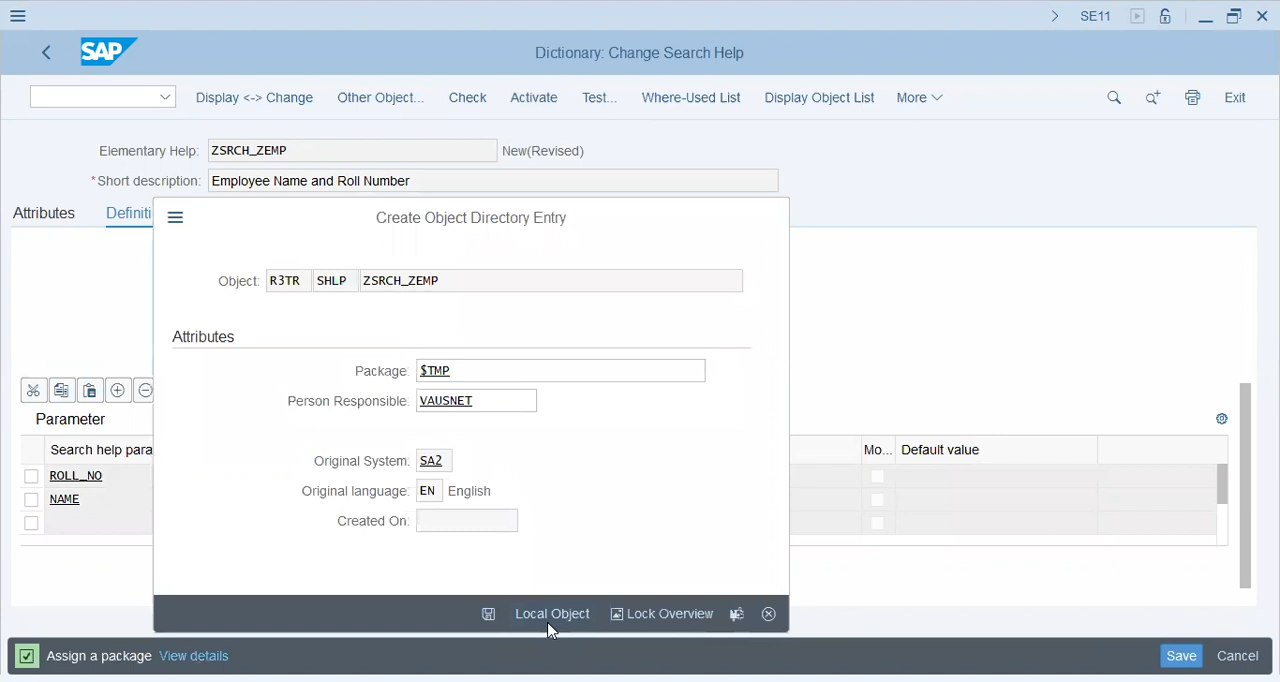 SE11
SAP
Dictionary: Change Search Help
Display <-> Change Other Object... Check Activate Test... Where-Used List Display Object List More Exit
Elementary Help: ZSRCH_ZEMP New(Revised)
*Short description: Employee Name and Roll Number
Attributes Definiti
Create Object Directory Entry
Object: R3TR SHLP ZSRCH_ZEMP
Attributes
Package: $TMP
Person Responsible: VAUSNET
Original System: SA2
Original language: EN English
Created On:
Parameter
Search help para Mo... Default value
ROLL_NO
NAME
Local Object Lock Overview
Assign a package View details Save Cancel